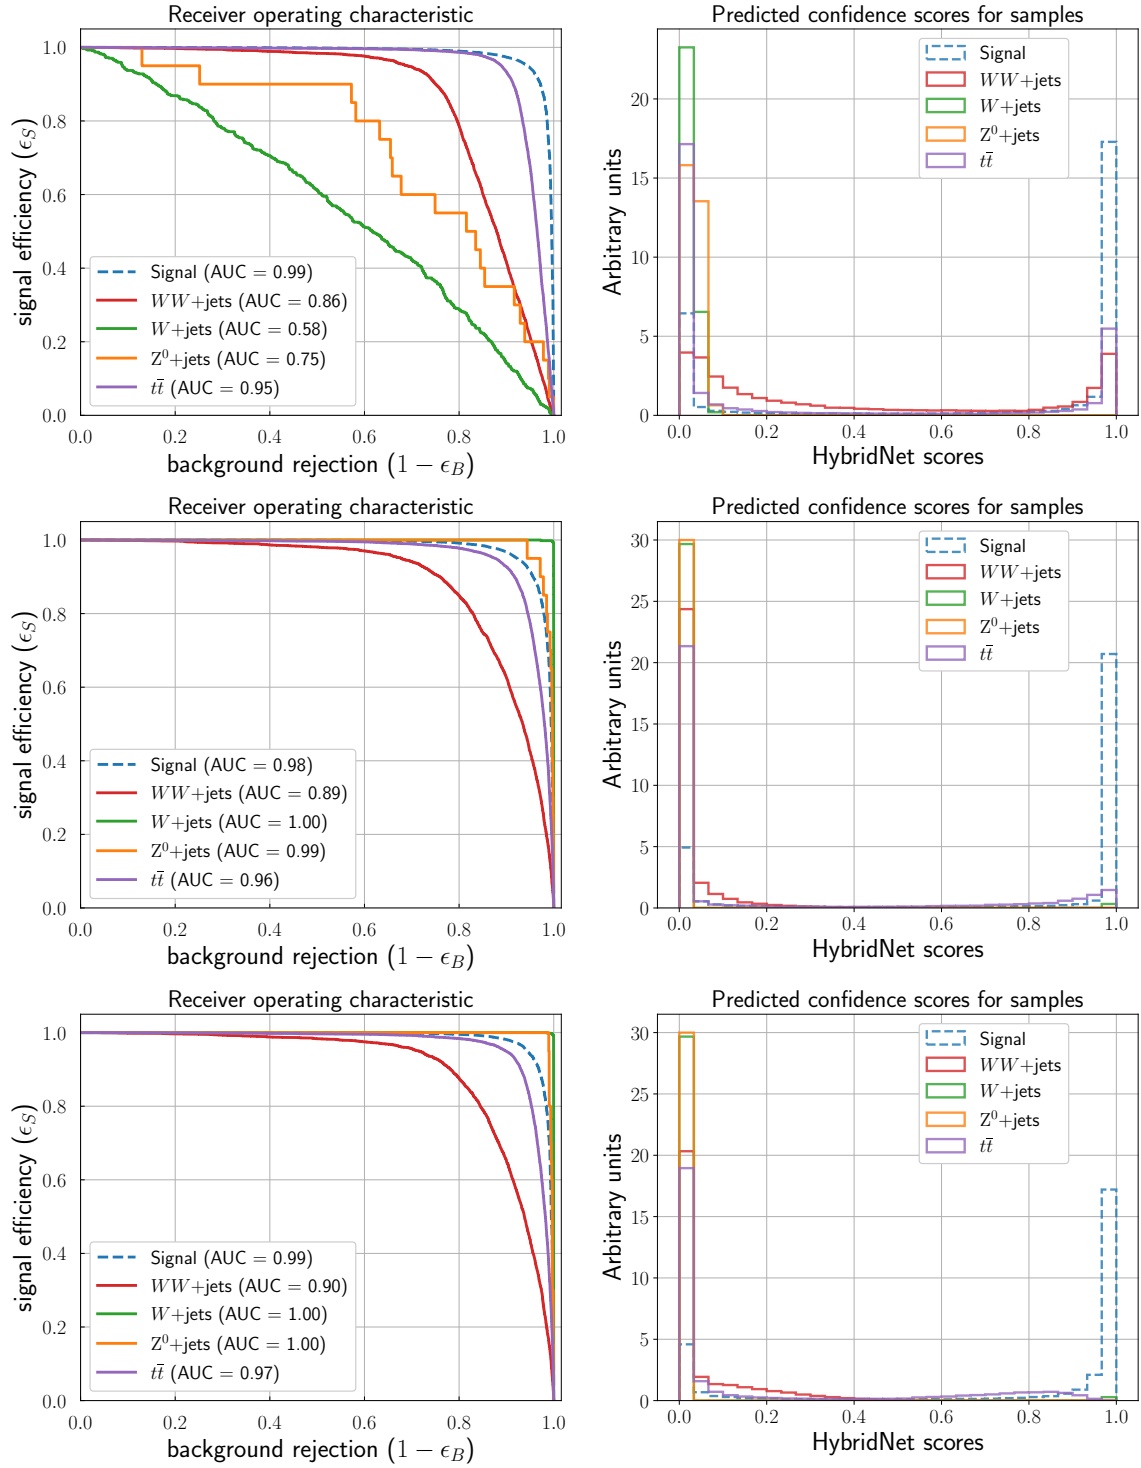 Receiver operating characteristic
1.0
0.8
0.6
0.4
0.2
0.0
signal efficiency (ϵ_S)
Signal (AUC = 0.99)
WW+jets (AUC = 0.86)
W+jets (AUC = 0.58)
Z⁰+jets (AUC = 0.75)
tt̄ (AUC = 0.95)
0.0 0.2 0.4 0.6 0.8 1.0
background rejection (1 − ϵ_B)
Predicted confidence scores for samples
20
15
10
5
0
Arbitrary units
Signal
WW+jets
W+jets
Z⁰+jets
tt̄
0.0 0.2 0.4 0.6 0.8 1.0
HybridNet scores
Receiver operating characteristic
1.0
0.8
0.6
0.4
0.2
0.0
signal efficiency (ϵ_S)
Signal (AUC = 0.98)
WW+jets (AUC = 0.89)
W+jets (AUC = 1.00)
Z⁰+jets (AUC = 0.99)
tt̄ (AUC = 0.96)
0.0 0.2 0.4 0.6 0.8 1.0
background rejection (1 − ϵ_B)
Predicted confidence scores for samples
30
25
20
15
10
5
0
Arbitrary units
Signal
WW+jets
W+jets
Z⁰+jets
tt̄
0.0 0.2 0.4 0.6 0.8 1.0
HybridNet scores
Receiver operating characteristic
1.0
0.8
0.6
0.4
0.2
0.0
signal efficiency (ϵ_S)
Signal (AUC = 0.99)
WW+jets (AUC = 0.90)
W+jets (AUC = 1.00)
Z⁰+jets (AUC = 1.00)
tt̄ (AUC = 0.97)
0.0 0.2 0.4 0.6 0.8 1.0
background rejection (1 − ϵ_B)
Predicted confidence scores for samples
30
25
20
15
10
5
0
Arbitrary units
Signal
WW+jets
W+jets
Z⁰+jets
tt̄
0.0 0.2 0.4 0.6 0.8 1.0
HybridNet scores